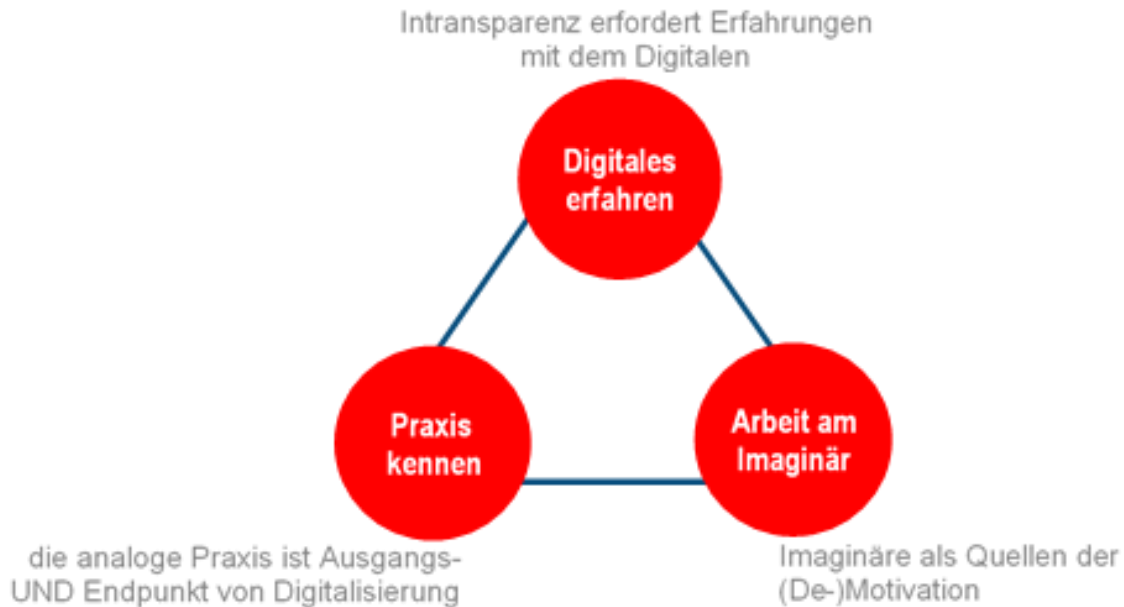 Intransparenz erfordert Erfahrungen
mit dem Digitalen
Digitales
erfahren
Praxis
kennen
Arbeit am
Imaginär
die analoge Praxis ist Ausgangs-
UND Endpunkt von Digitalisierung
Imaginäre als Quellen der
(De-)Motivation